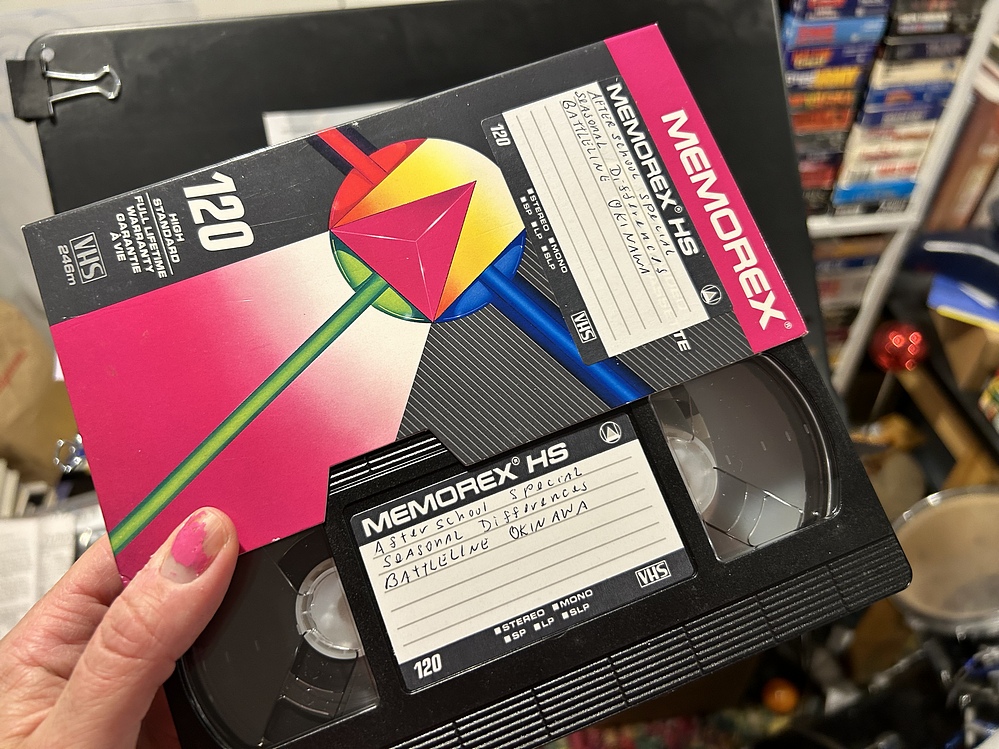 MEMOREX®
MEMOREX® HS
AFTER SCHOOL SPECIAL
SEASONAL DIFFERENCES
BATTLELINE OKINAWA
120
■STEREO ■MONO
■SP ■LP ■SLP
VHS
TE
120
HIGH
STANDARD
FULL LIFETIME
WARRANTY
GARANTIE
À VIE
VHS
246m
MEMOREX® HS
AFTERSCHOOL SPECIAL
SEASONAL DIFFERENCES
BATTLELINE OKINAWA
■STEREO ■MONO
■SP ■LP ■SLP
120
VHS